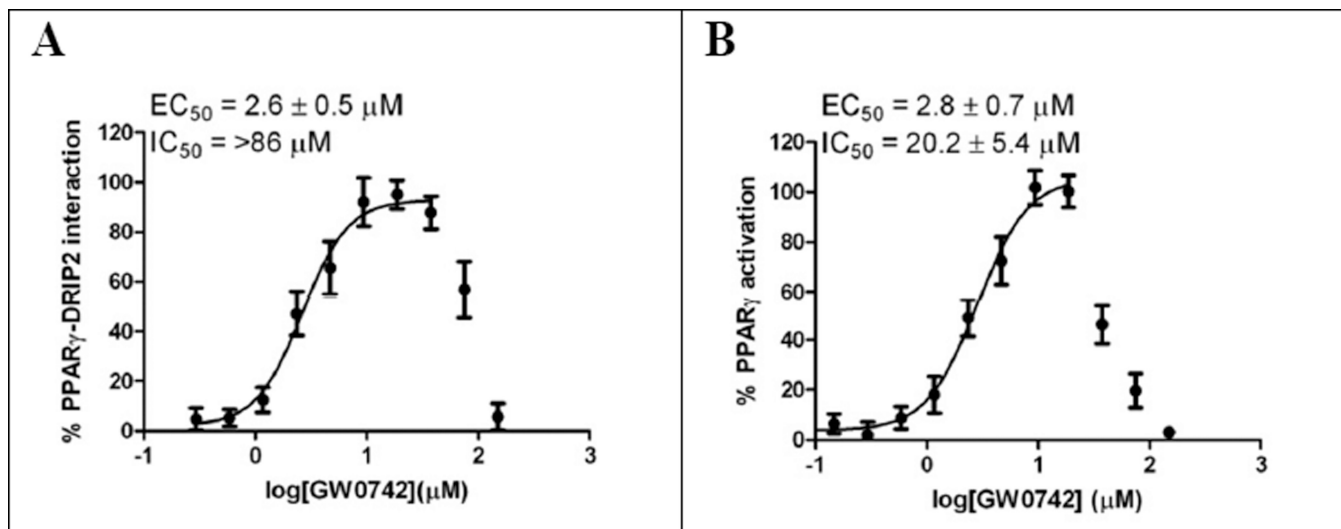 A
EC₅₀ = 2.6 ± 0.5 μM
IC₅₀ = >86 μM
120
100
80
60
40
20
0
-1 0 1 2 3
% PPARγ-DRIP2 interaction
log[GW0742](μM)
B
EC₅₀ = 2.8 ± 0.7 μM
IC₅₀ = 20.2 ± 5.4 μM
120
100
80
60
40
20
0
-1 0 1 2 3
% PPARγ activation
log[GW0742] (μM)